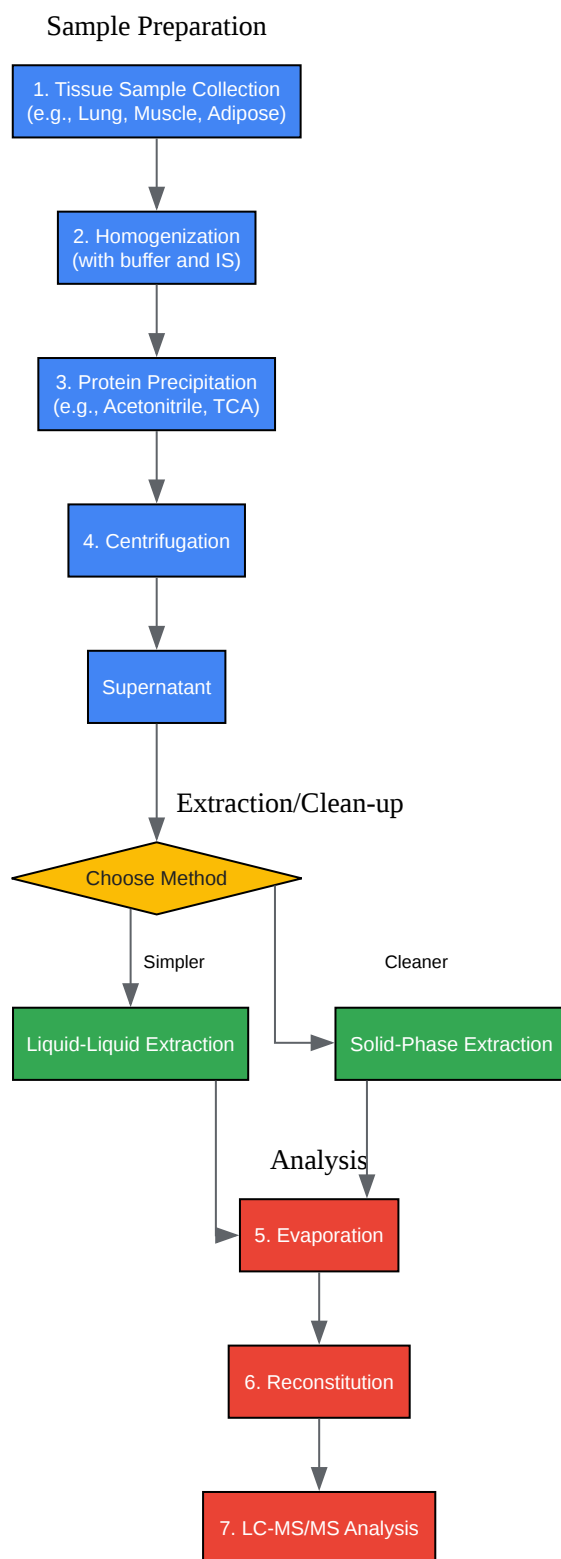 Sample Preparation
1. Tissue Sample Collection
(e.g., Lung, Muscle, Adipose)
2. Homogenization
(with buffer and IS)
3. Protein Precipitation
(e.g., Acetonitrile, TCA)
4. Centrifugation
Supernatant
Extraction/Clean-up
Choose Method
Simpler
Cleaner
Liquid-Liquid Extraction
Solid-Phase Extraction
Analysis
5. Evaporation
6. Reconstitution
7. LC-MS/MS Analysis